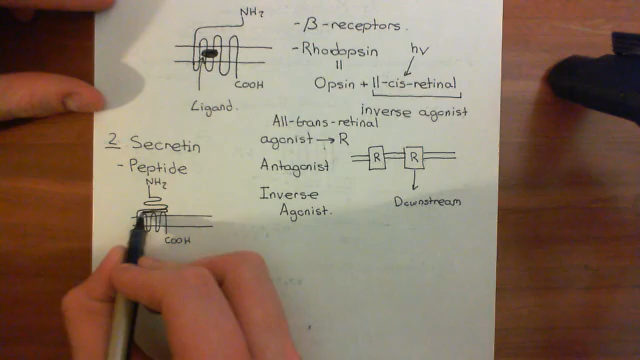 NH2
- β-receptors.
- Rhodopsin
hν
=
Opsin + 11-cis-retinal
COOH
Ligand.
inverse agonist
All-trans-retinal
2 Secretin
agonist → R
- Peptide
Antagonist
R R
NH2
Inverse
Agonist.
Downstream
COOH